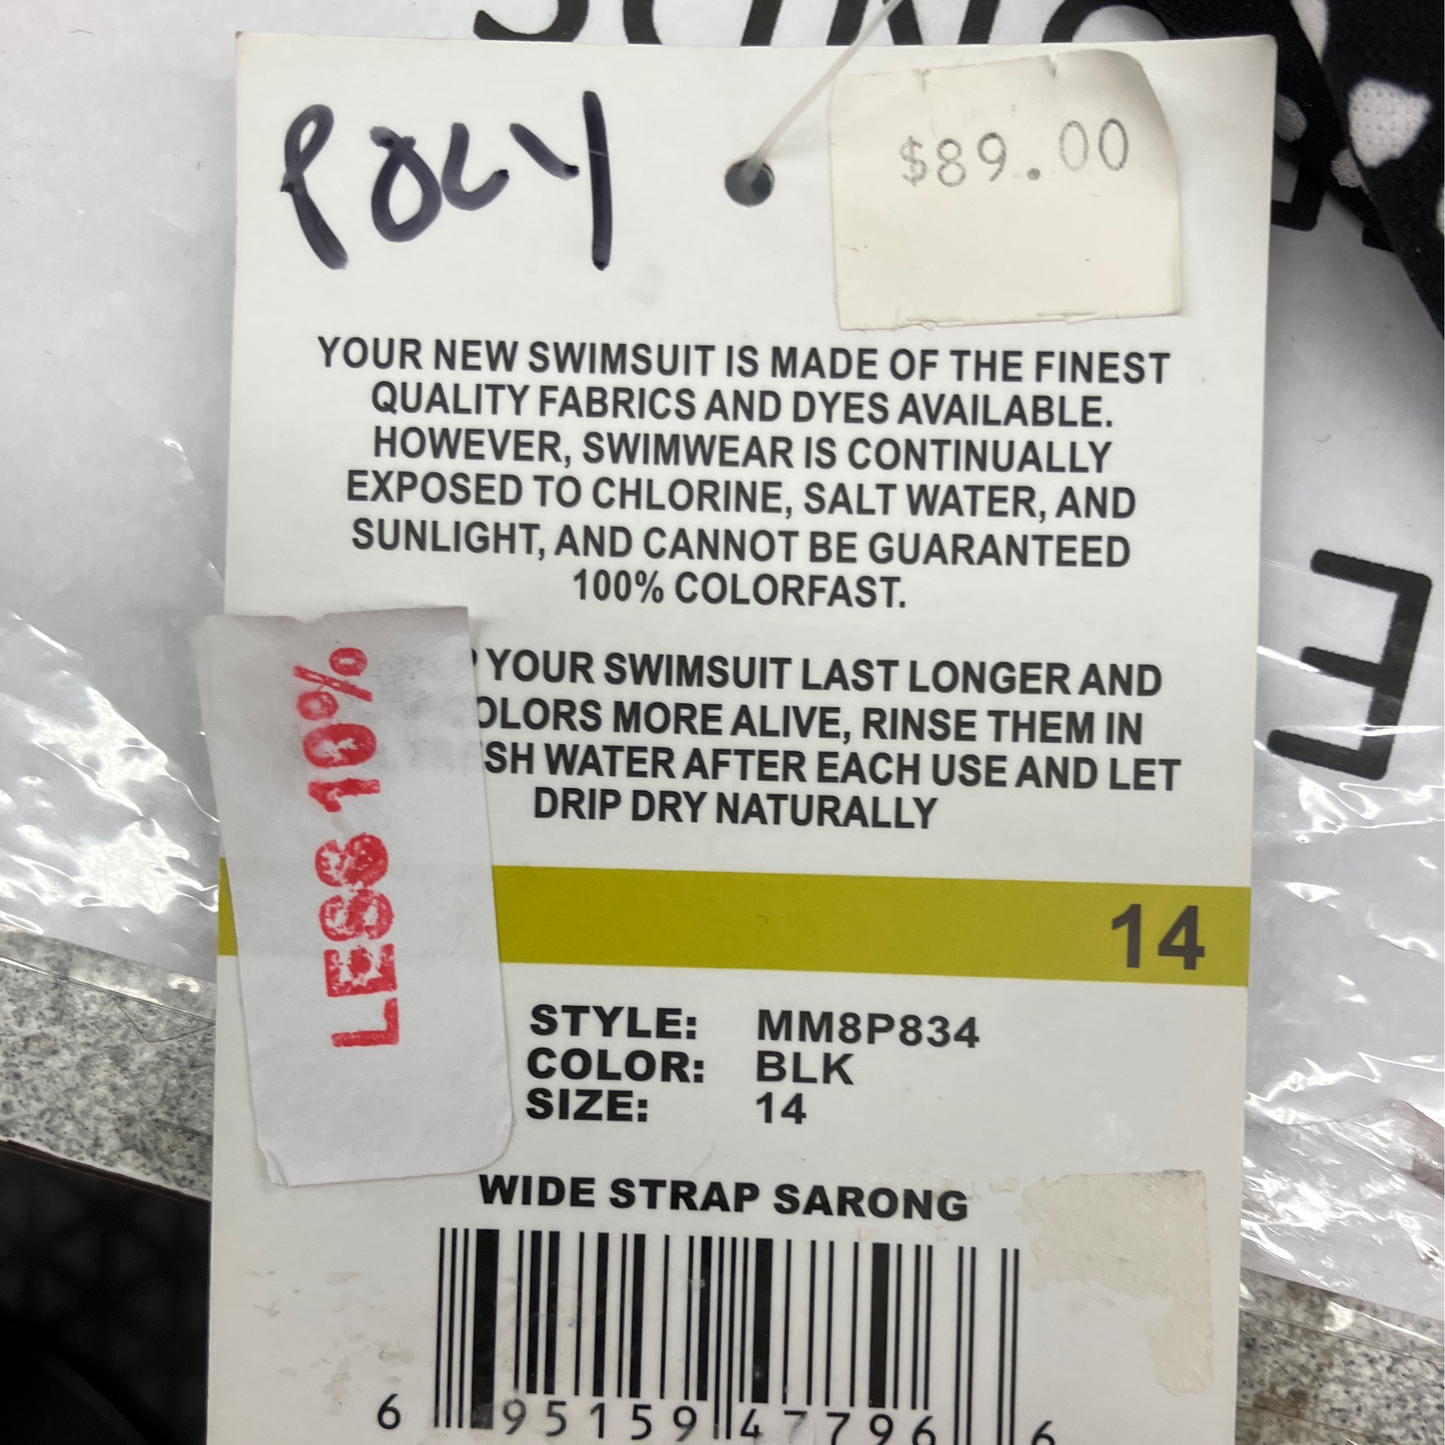 POLY
$89.00
YOUR NEW SWIMSUIT IS MADE OF THE FINEST
QUALITY FABRICS AND DYES AVAILABLE.
HOWEVER, SWIMWEAR IS CONTINUALLY
EXPOSED TO CHLORINE, SALT WATER, AND
SUNLIGHT, AND CANNOT BE GUARANTEED
100% COLORFAST.
YOUR SWIMSUIT LAST LONGER AND
OLORS MORE ALIVE, RINSE THEM IN
SH WATER AFTER EACH USE AND LET
DRIP DRY NATURALLY
LESS 10%
14
STYLE: MM8P834
COLOR: BLK
SIZE: 14
WIDE STRAP SARONG
6 95159 47796 6